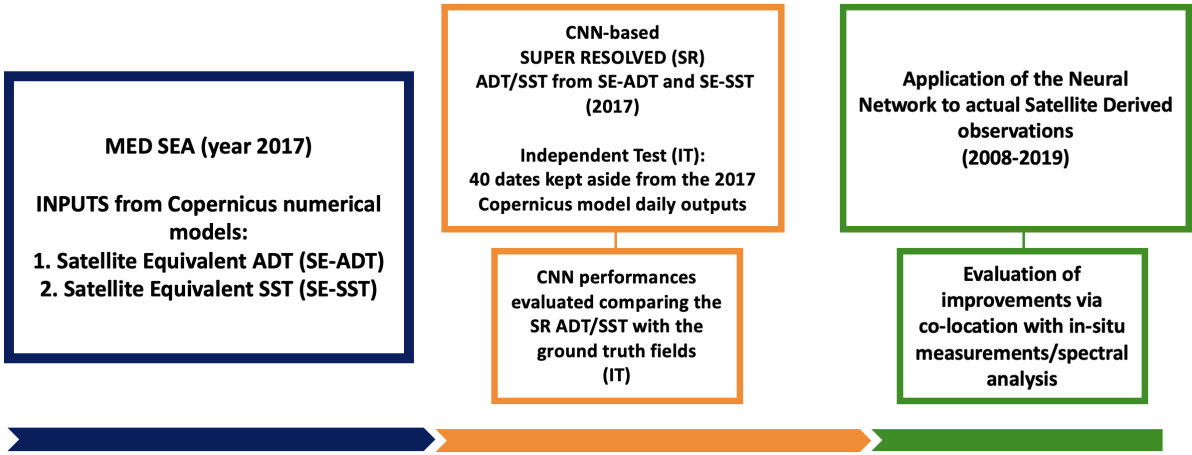 MED SEA (year 2017)
INPUTS from Copernicus numerical
models:
1. Satellite Equivalent ADT (SE-ADT)
2. Satellite Equivalent SST (SE-SST)
CNN-based
SUPER RESOLVED (SR)
ADT/SST from SE-ADT and SE-SST
(2017)
Independent Test (IT):
40 dates kept aside from the 2017
Copernicus model daily outputs
CNN performances
evaluated comparing the
SR ADT/SST with the
ground truth fields
(IT)
Application of the Neural
Network to actual Satellite Derived
observations
(2008-2019)
Evaluation of
improvements via
co-location with in-situ
measurements/spectral
analysis